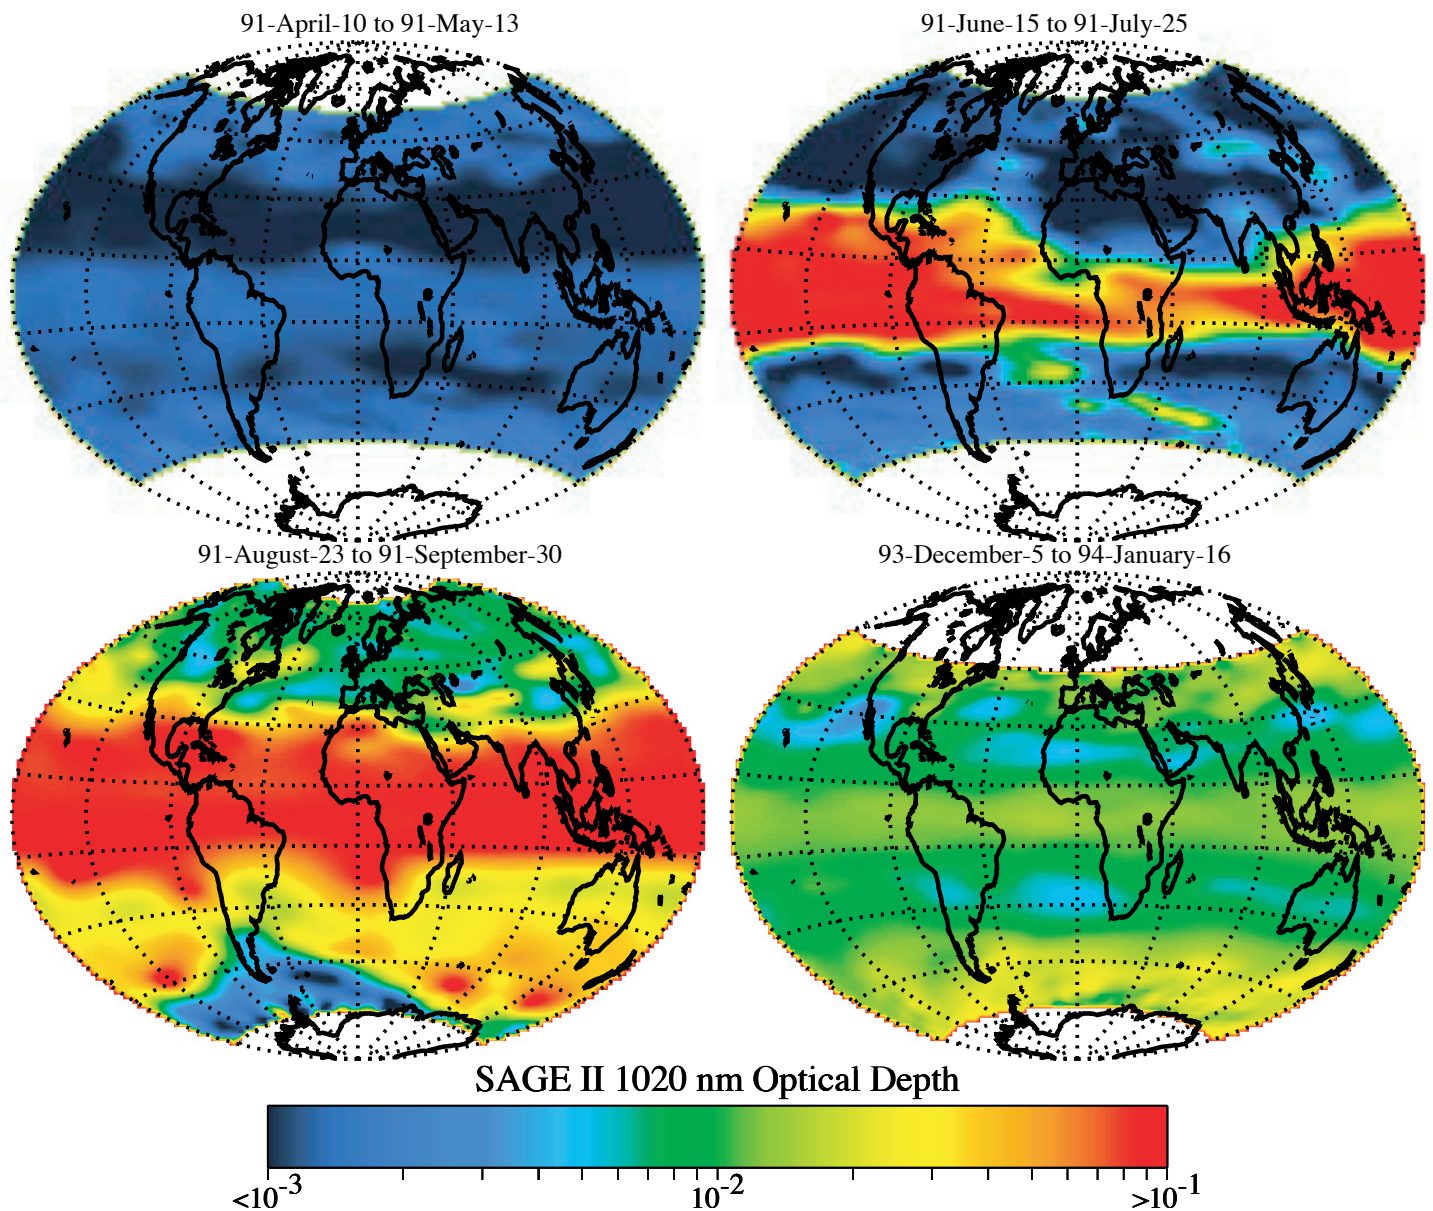 91-April-10 to 91-May-13
91-June-15 to 91-July-25
91-August-23 to 91-September-30
93-December-5 to 94-January-16
SAGE II 1020 nm Optical Depth
<10-3 10-2 >10-1